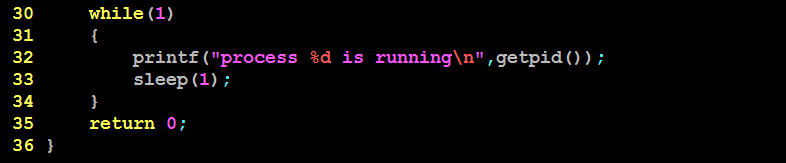 30     while(1)
31     {
32         printf("process %d is running\n",getpid());
33         sleep(1);
34     }
35     return 0;
36 }